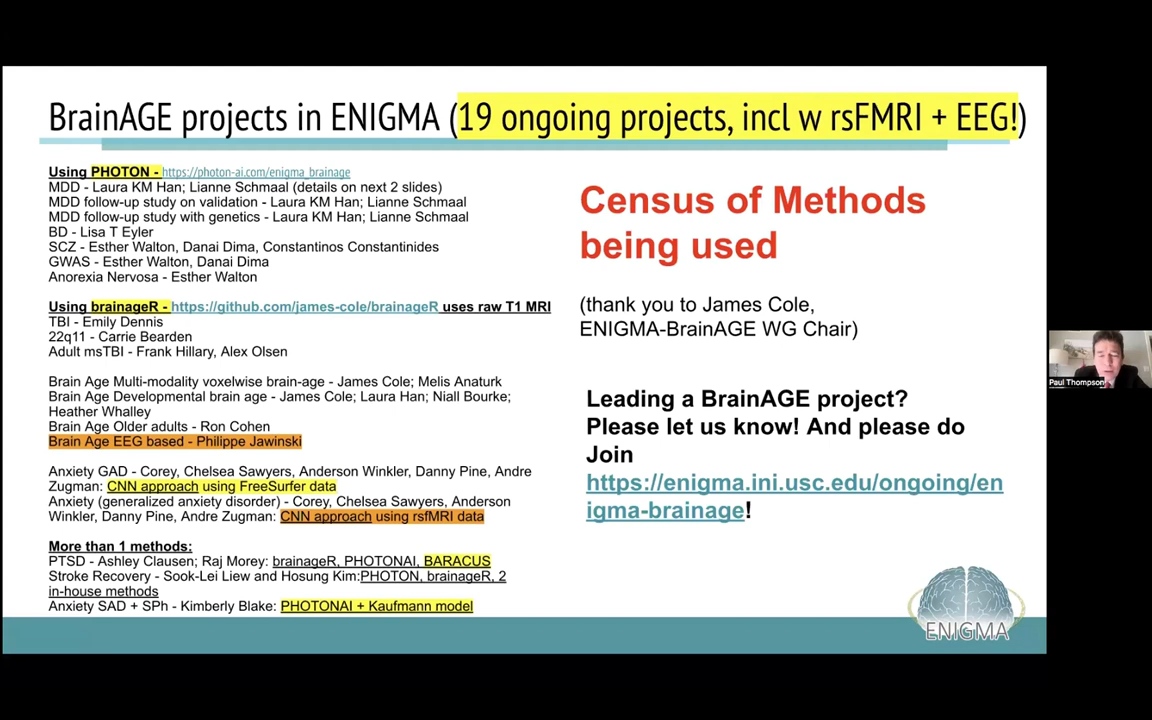 BrainAGE projects in ENIGMA (19 ongoing projects, incl w rsFMRI + EEG!)
Using PHOTON - https://photon-ai.com/enigma_brainage
MDD - Laura KM Han; Lianne Schmaal (details on next 2 slides)
MDD follow-up study on validation - Laura KM Han; Lianne Schmaal
MDD follow-up study with genetics - Laura KM Han; Lianne Schmaal
BD - Lisa T Eyler
SCZ - Esther Walton, Danai Dima, Constantinos Constantinides
GWAS - Esther Walton, Danai Dima
Anorexia Nervosa - Esther Walton
Using brainageR - https://github.com/james-cole/brainageR uses raw T1 MRI
TBI - Emily Dennis
22q11 - Carrie Bearden
Adult msTBI - Frank Hillary, Alex Olsen
Brain Age Multi-modality voxelwise brain-age - James Cole; Melis Anaturk
Brain Age Developmental brain age - James Cole; Laura Han; Niall Bourke;
Heather Whalley
Brain Age Older adults - Ron Cohen
Brain Age EEG based - Philippe Jawinski
Anxiety GAD - Corey, Chelsea Sawyers, Anderson Winkler, Danny Pine, Andre
Zugman: CNN approach using FreeSurfer data
Anxiety (generalized anxiety disorder) - Corey, Chelsea Sawyers, Anderson
Winkler, Danny Pine, Andre Zugman: CNN approach using rsfMRI data
More than 1 methods:
PTSD - Ashley Clausen; Raj Morey: brainageR, PHOTONAI, BARACUS
Stroke Recovery - Sook-Lei Liew and Hosung Kim:PHOTON, brainageR, 2
in-house methods
Anxiety SAD + SPh - Kimberly Blake: PHOTONAI + Kaufmann model
Census of Methods
being used
(thank you to James Cole,
ENIGMA-BrainAGE WG Chair)
Leading a BrainAGE project?
Please let us know! And please do
Join
https://enigma.ini.usc.edu/ongoing/en
igma-brainage!
ENIGMA
Paul Thompson